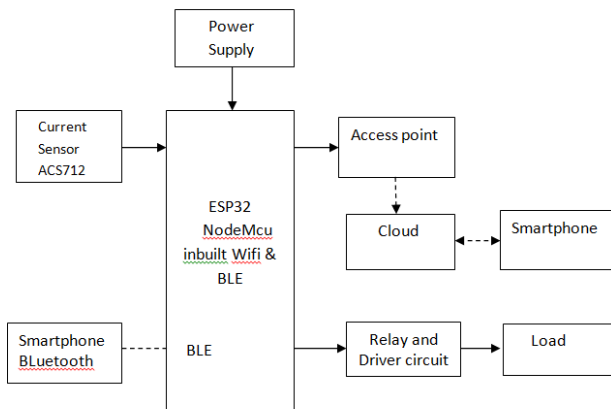 Power
Supply
Current
Sensor
ACS712
Access point
ESP32
NodeMcu
inbuilt Wifi &
BLE
Cloud
Smartphone
Smartphone
BLuetooth
BLE
Relay and
Driver circuit
Load